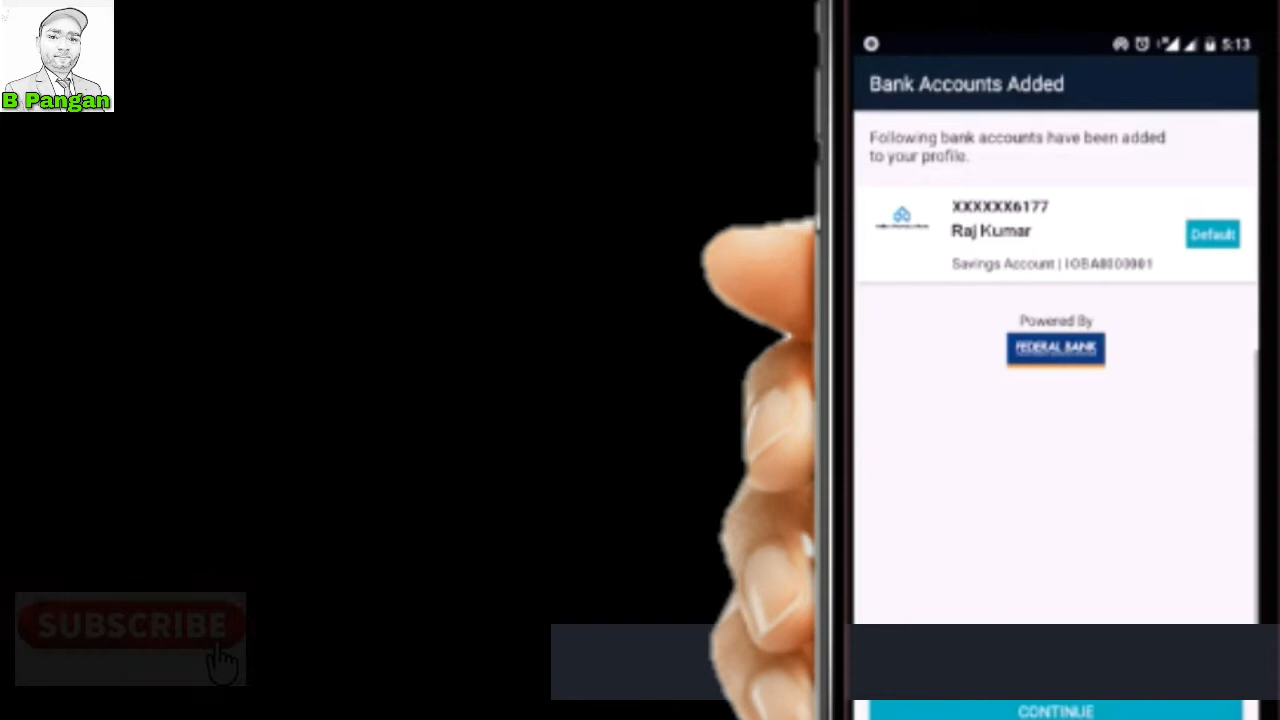 B Pangan
5:13
Bank Accounts Added
Following bank accounts have been added
to your profile.
XXXXXX6177
Raj Kumar
Default
Savings Account |
Powered By
FEDERAL BANK
SUBSCRIBE
CONTINUE